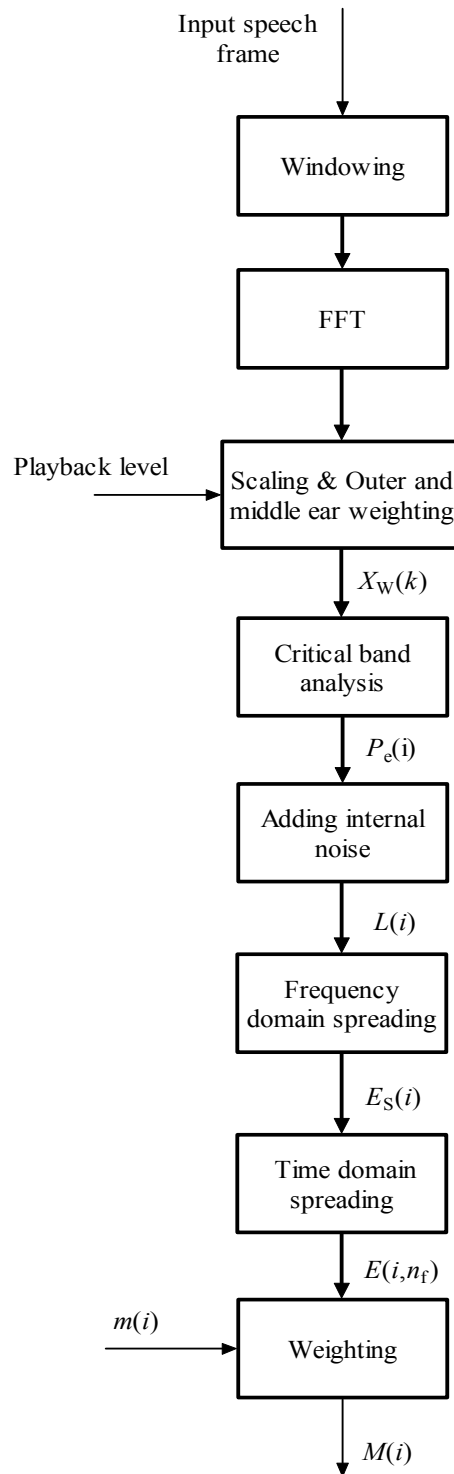 Input speech
frame
Windowing
FFT
Playback level
Scaling & Outer and
middle ear weighting
X_W(k)
Critical band
analysis
P_e(i)
Adding internal
noise
L(i)
Frequency
domain spreading
E_S(i)
Time domain
spreading
E(i,n_f)
m(i)
Weighting
M(i)